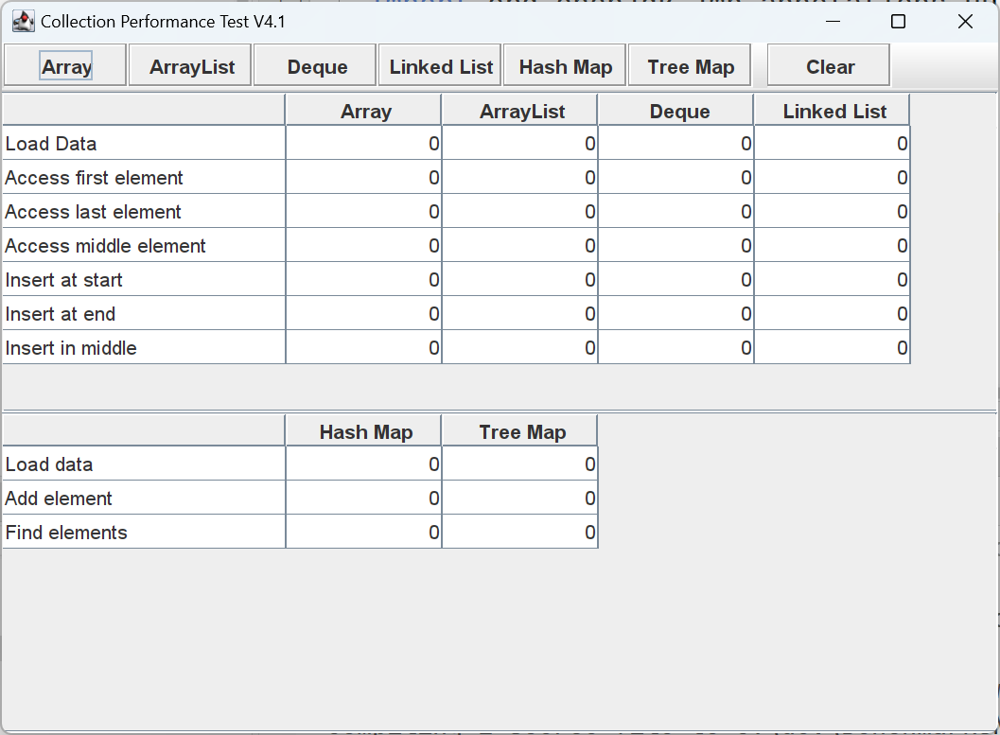 Collection Performance Test V4.1
Array ArrayList Deque Linked List Hash Map Tree Map Clear
Array ArrayList Deque Linked List
Load Data 0 0 0 0
Access first element 0 0 0 0
Access last element 0 0 0 0
Access middle element 0 0 0 0
Insert at start 0 0 0 0
Insert at end 0 0 0 0
Insert in middle 0 0 0 0
Hash Map Tree Map
Load data 0 0
Add element 0 0
Find elements 0 0